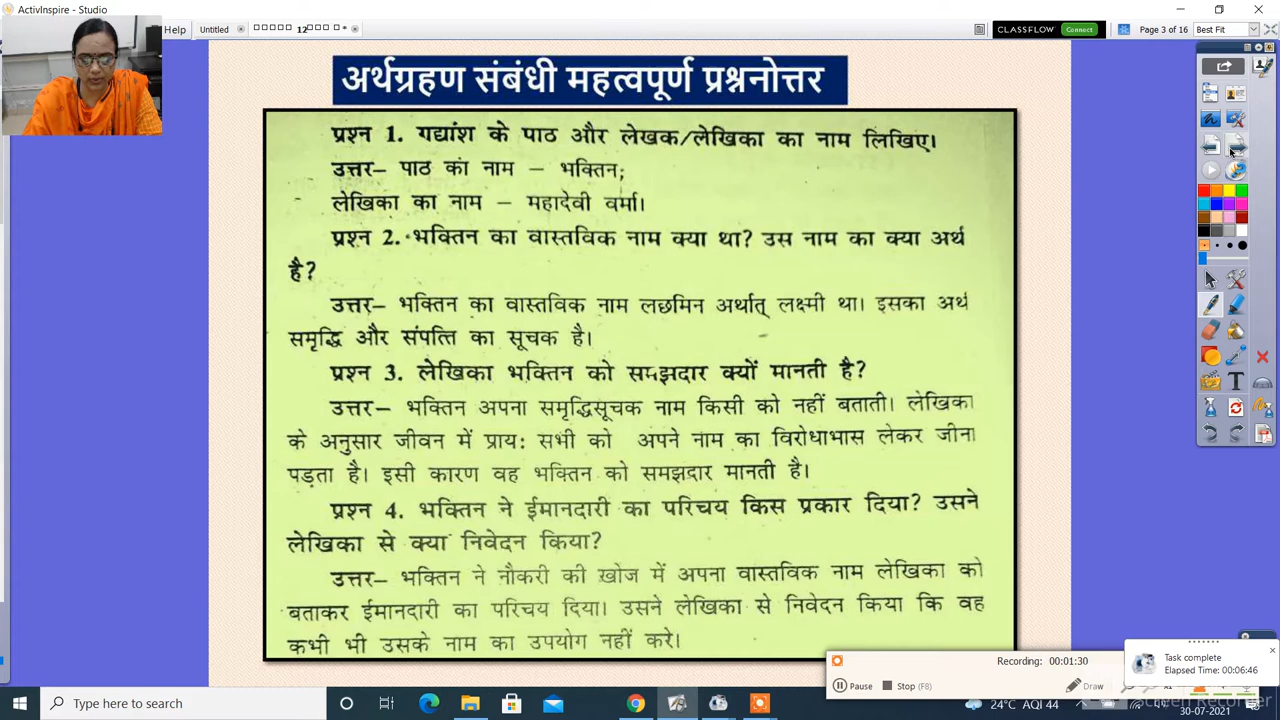 ActivInspire - Studio
Help
Untitled
12
CLASSFLOW Connect
Page 3 of 16
Best Fit
अर्थग्रहण संबंधी महत्वपूर्ण प्रश्नोत्तर
प्रश्न 1. गद्यांश के पाठ और लेखक/लेखिका का नाम लिखिए।
उत्तर– पाठ का नाम – भक्तिन;
लेखिका का नाम – महादेवी वर्मा।
प्रश्न 2. भक्तिन का वास्तविक नाम क्या था? उस नाम का क्या अर्थ
है?
उत्तर– भक्तिन का वास्तविक नाम लछमिन अर्थात् लक्ष्मी था। इसका अर्थ
समृद्धि और संपत्ति का सूचक है।
प्रश्न 3. लेखिका भक्तिन को समझदार क्यों मानती है?
उत्तर– भक्तिन अपना समृद्धिसूचक नाम किसी को नहीं बताती। लेखिका
के अनुसार जीवन में प्राय: सभी को अपने नाम का विरोधाभास लेकर जीना
पड़ता है। इसी कारण वह भक्तिन को समझदार मानती है।
प्रश्न 4. भक्तिन ने ईमानदारी का परिचय किस प्रकार दिया? उसने
लेखिका से क्या निवेदन किया?
उत्तर– भक्तिन ने नौकरी की खोज में अपना वास्तविक नाम लेखिका को
बताकर ईमानदारी का परिचय दिया। उसने लेखिका से निवेदन किया कि वह
कभी भी उसके नाम का उपयोग नहीं करे।
Task complete
Elapsed Time: 00:06:46
Recording: 00:01:30
Pause
Stop (F8)
Draw
Screen Recorder
Type here to search
24°C AQI 44
30-07-2021